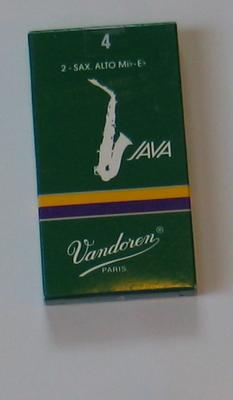 4
2 - SAX. ALTO Mi♭-E♭
JAVA
Vandoren
PARIS